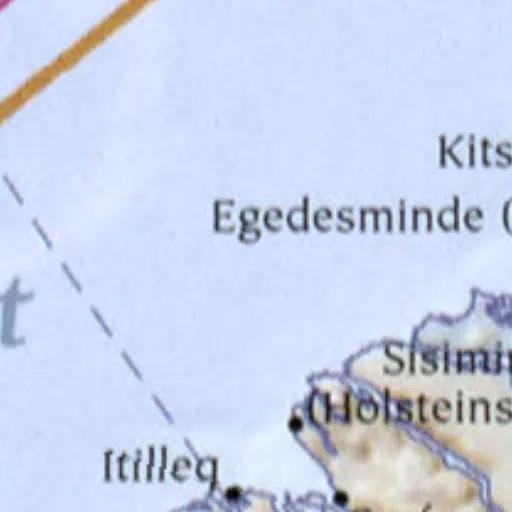 Kits
Egedesminde (
t
Sisimi
(Holsteins
Itilleq